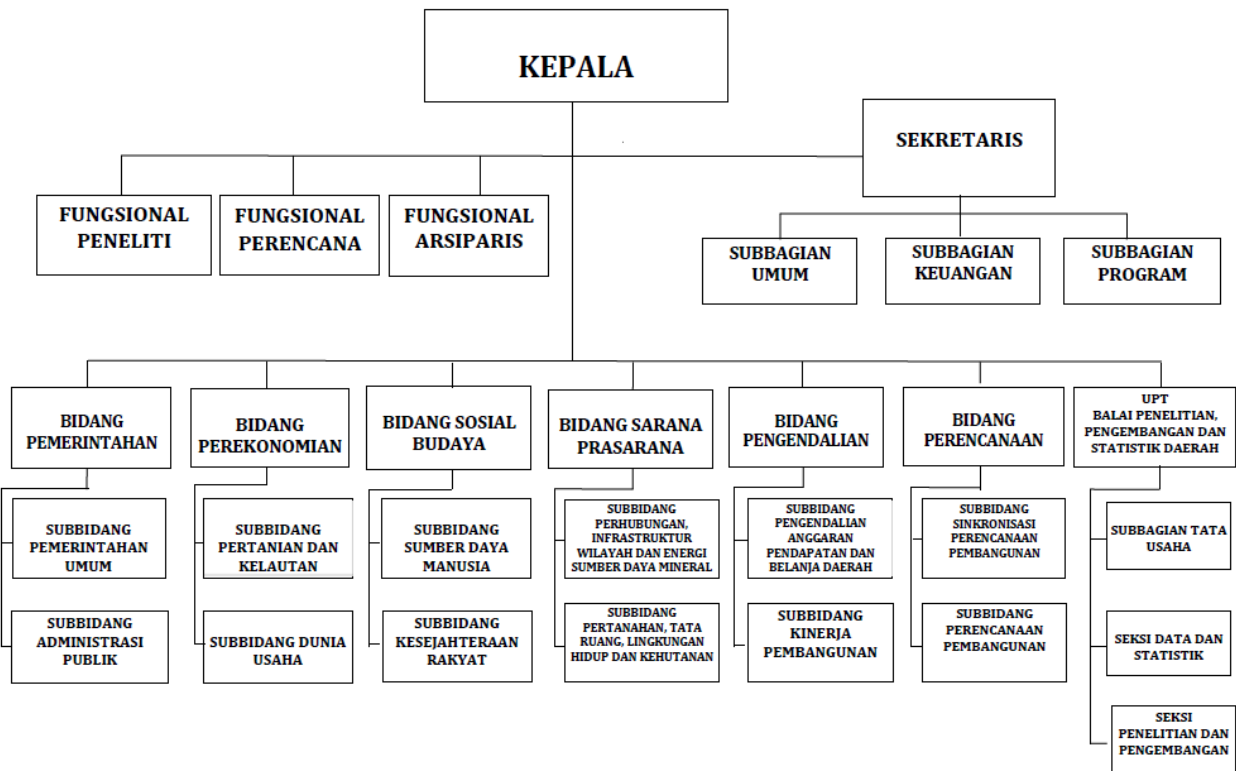 KEPALA
SEKRETARIS
FUNGSIONAL
PENELITI
FUNGSIONAL
PERENCANA
FUNGSIONAL
ARSIPARIS
SUBBAGIAN
UMUM
SUBBAGIAN
KEUANGAN
SUBBAGIAN
PROGRAM
BIDANG
PEMERINTAHAN
BIDANG
PEREKONOMIAN
BIDANG SOSIAL
BUDAYA
BIDANG SARANA
PRASARANA
BIDANG
PENGENDALIAN
BIDANG
PERENCANAAN
UPT
BALAI PENELITIAN,
PENGEMBANGAN DAN
STATISTIK DAERAH
SUBBIDANG
PEMERINTAHAN
UMUM
SUBBIDANG
PERTANIAN DAN
KELAUTAN
SUBBIDANG
SUMBER DAYA
MANUSIA
SUBBIDANG
PERHUBUNGAN,
INFRASTRUKTUR
WILAYAH DAN ENERGI
SUMBER DAYA MINERAL
SUBBIDANG
PENGENDALIAN
ANGGARAN
PENDAPATAN DAN
BELANJA DAERAH
SUBBIDANG
SINKRONISASI
PERENCANAAN
PEMBANGUNAN
SUBBAGIAN TATA
USAHA
SUBBIDANG
ADMINISTRASI
PUBLIK
SUBBIDANG DUNIA
USAHA
SUBBIDANG
KESEJAHTERAAN
RAKYAT
SUBBIDANG
PERTANAHAN, TATA
RUANG, LINGKUNGAN
HIDUP DAN KEHUTANAN
SUBBIDANG
KINERJA
PEMBANGUNAN
SUBBIDANG
PERENCANAAN
PEMBANGUNAN
SEKSI DATA DAN
STATISTIK
SEKSI
PENELITIAN DAN
PENGEMBANGAN